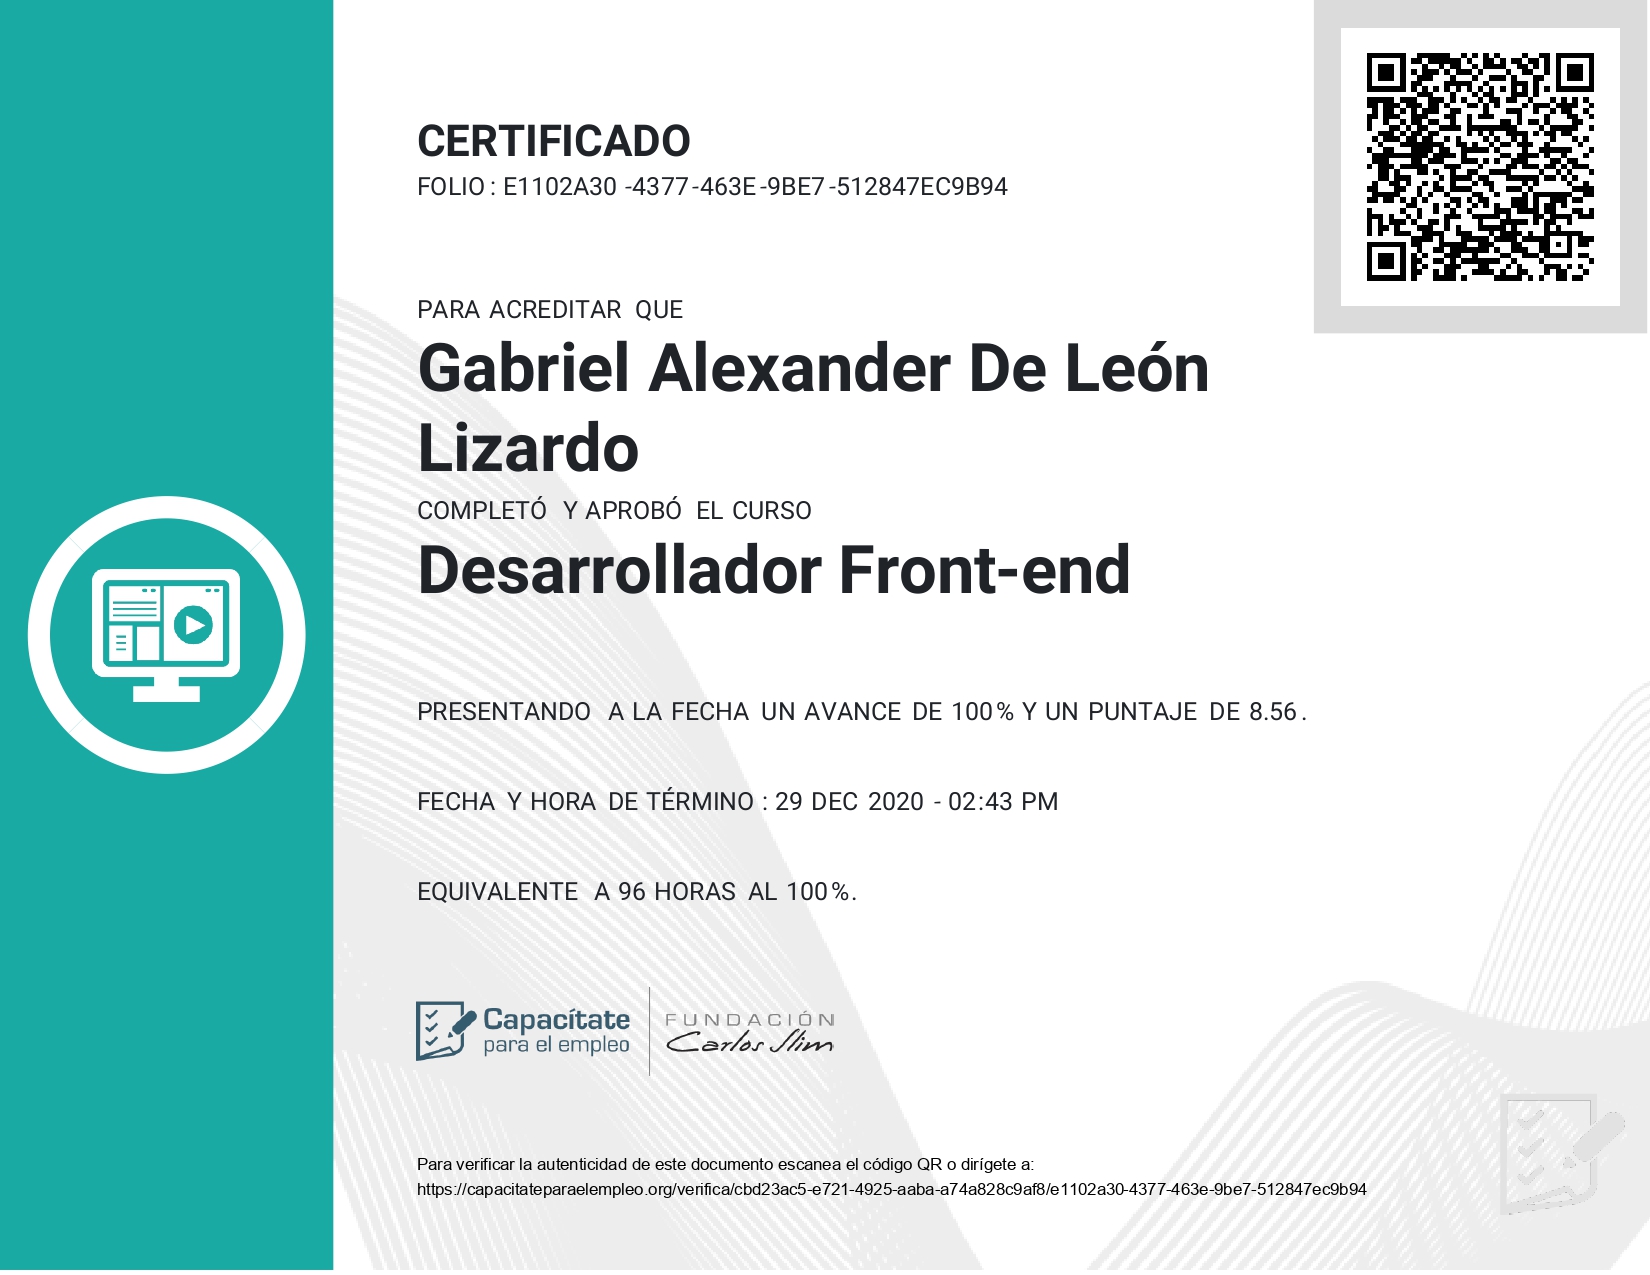 CERTIFICADO
FOLIO : E1102A30 -4377-463E-9BE7-512847EC9B94
PARA ACREDITAR QUE
Gabriel Alexander De León
Lizardo
COMPLETÓ Y APROBÓ EL CURSO
Desarrollador Front-end
PRESENTANDO A LA FECHA UN AVANCE DE 100% Y UN PUNTAJE DE 8.56.
FECHA Y HORA DE TÉRMINO : 29 DEC 2020 - 02:43 PM
EQUIVALENTE A 96 HORAS AL 100%.
Capacítate
para el empleo
FUNDACIÓN
Carlos Slim
Para verificar la autenticidad de este documento escanea el código QR o dirígete a:
https://capacitateparaelempleo.org/verifica/cbd23ac5-e721-4925-aaba-a74a828c9af8/e1102a30-4377-463e-9be7-512847ec9b94